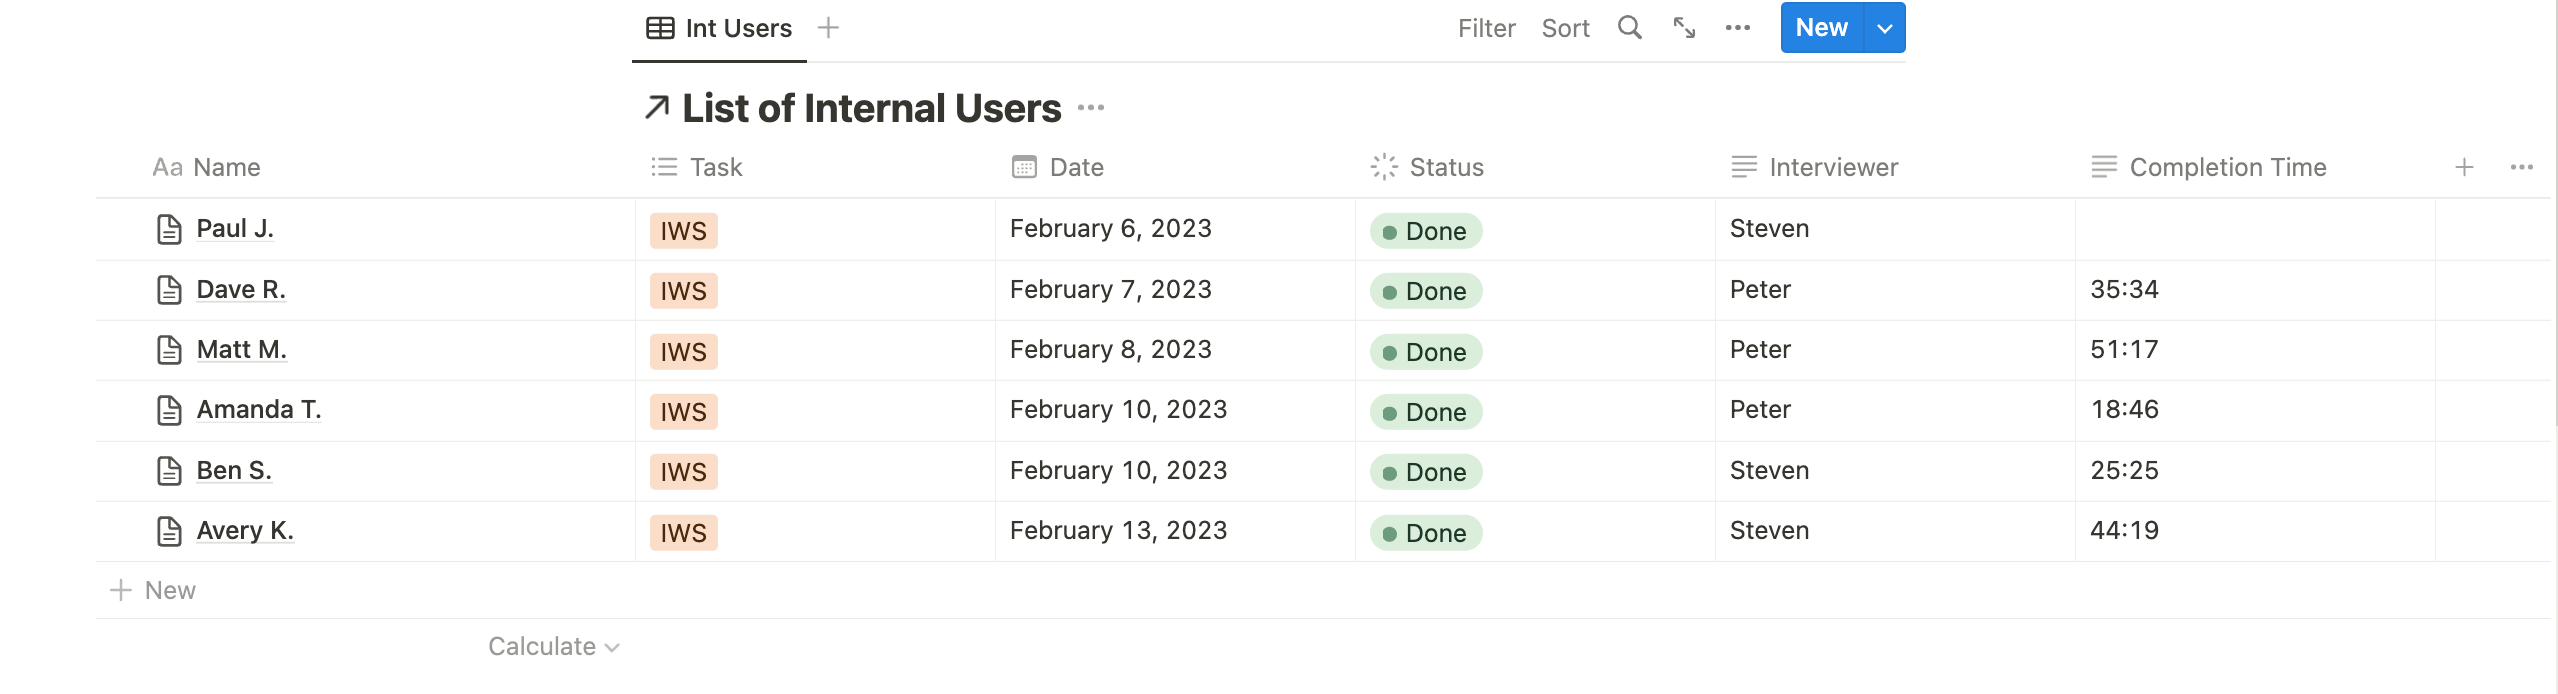 Int Users Filter Sort New
List of Internal Users
Aa Name Task Date Status Interviewer Completion Time
Paul J. IWS February 6, 2023 Done Steven
Dave R. IWS February 7, 2023 Done Peter 35:34
Matt M. IWS February 8, 2023 Done Peter 51:17
Amanda T. IWS February 10, 2023 Done Peter 18:46
Ben S. IWS February 10, 2023 Done Steven 25:25
Avery K. IWS February 13, 2023 Done Steven 44:19
New
Calculate